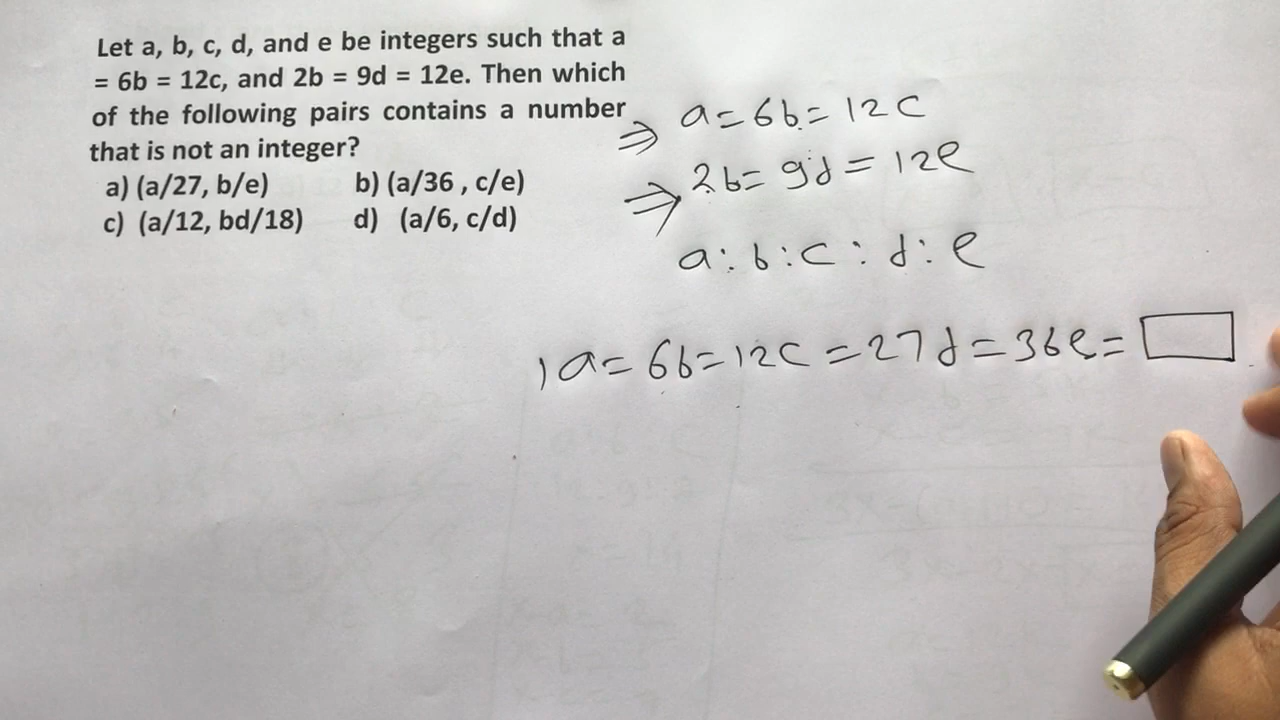 Let a, b, c, d, and e be integers such that a
= 6b = 12c, and 2b = 9d = 12e. Then which
of the following pairs contains a number
that is not an integer?
a) (a/27, b/e) b) (a/36 , c/e)
c) (a/12, bd/18) d) (a/6, c/d)
⇒ a = 6b = 12c
⇒ 2b = 9d = 12e
a : b : c : d : e
1a = 6b = 12c = 27d = 36e =